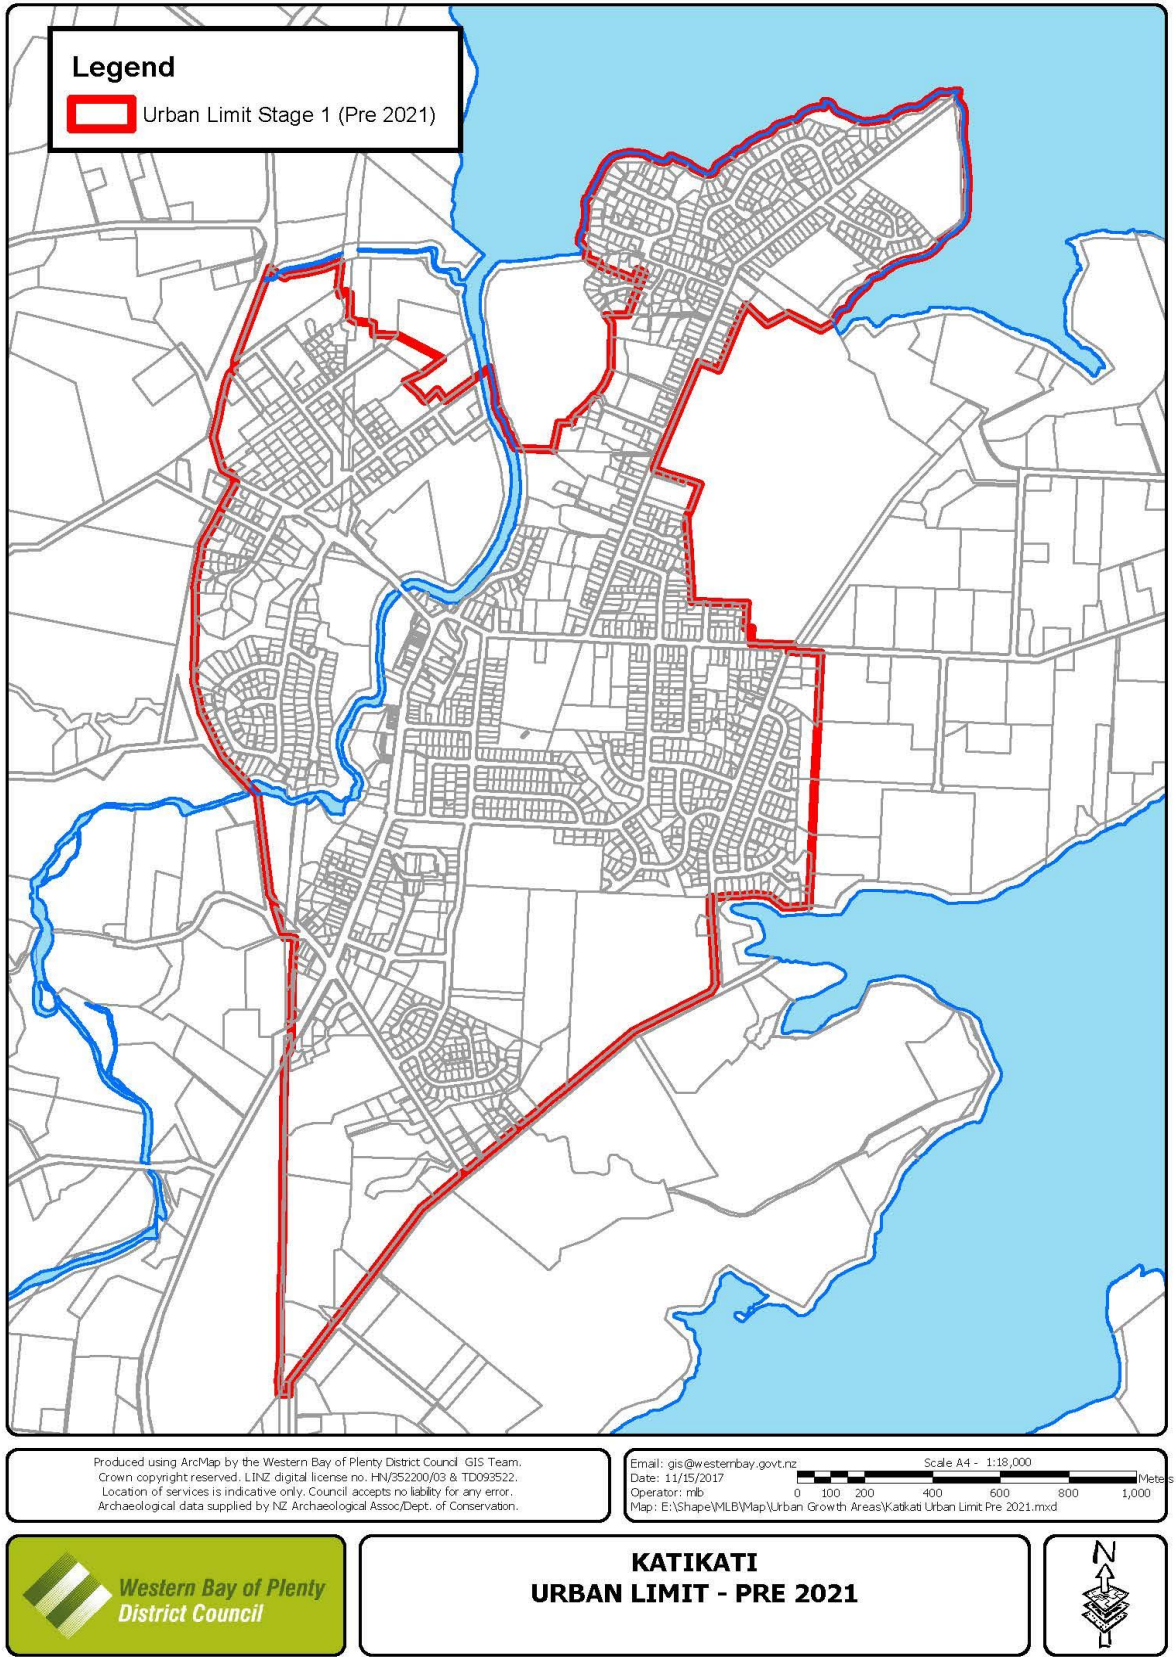 Legend
Urban Limit Stage 1 (Pre 2021)
Produced using ArcMap by the Western Bay of Plenty District Council GIS Team.
Crown copyright reserved. LINZ digital license no. HN/352200/03 & TD093522.
Location of services is indicative only. Council accepts no liability for any error.
Archaeological data supplied by NZ Archaeological Assoc/Dept. of Conservation.
Email: gis@westernbay.govt.nz
Date: 11/15/2017
Operator: mlb
Map: E:\Shape\MLB\Map\Urban Growth Areas\Katikati Urban Limit Pre 2021.mxd
Scale A4 - 1:18,000
Meters
0 100 200 400 600 800 1,000
Western Bay of Plenty
District Council
KATIKATI
URBAN LIMIT - PRE 2021
N